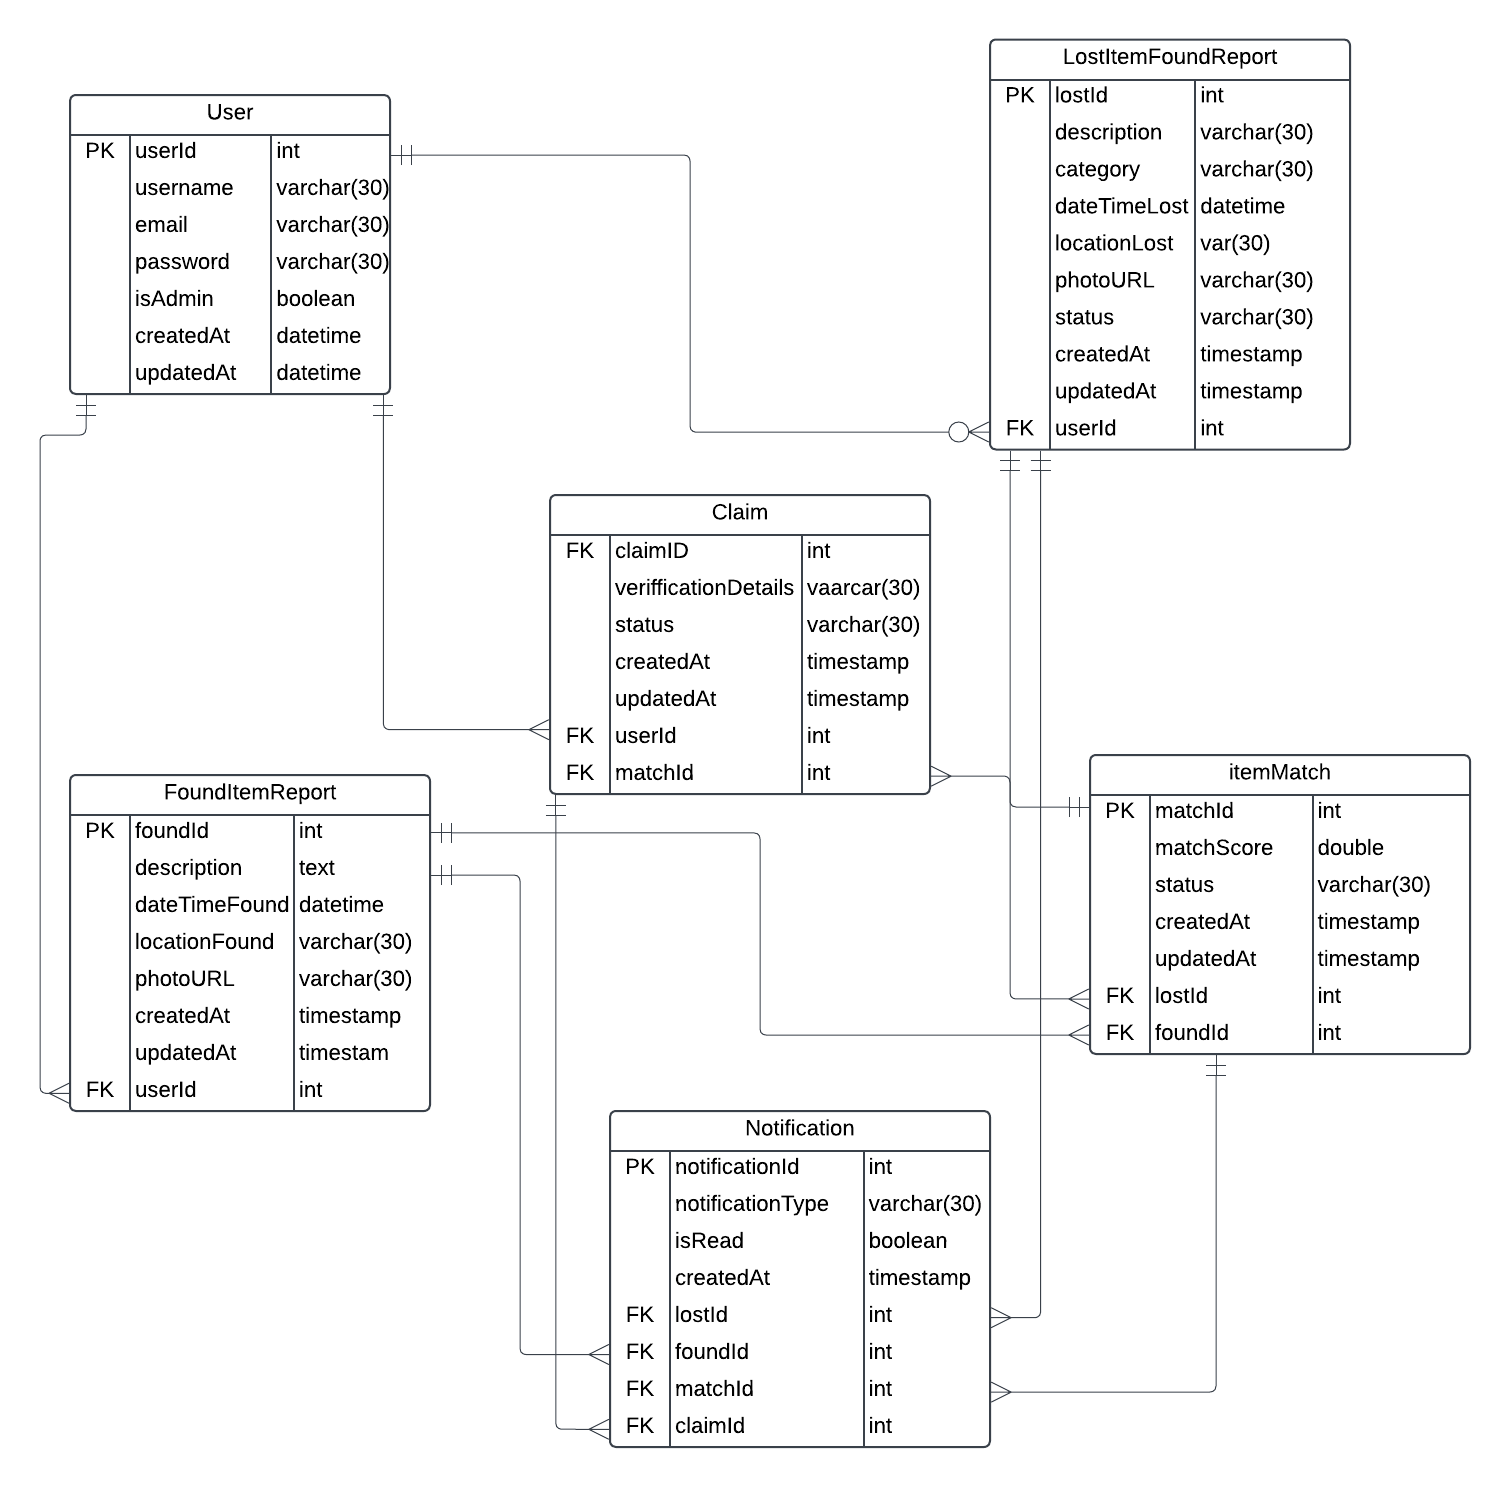 User
PK userId int
username varchar(30)
email varchar(30)
password varchar(30)
isAdmin boolean
createdAt datetime
updatedAt datetime
LostItemFoundReport
PK lostId int
description varchar(30)
category varchar(30)
dateTimeLost datetime
locationLost var(30)
photoURL varchar(30)
status varchar(30)
createdAt timestamp
updatedAt timestamp
FK userId int
Claim
FK claimID int
verifficationDetails vaarcar(30)
status varchar(30)
createdAt timestamp
updatedAt timestamp
FK userId int
FK matchId int
FoundItemReport
PK foundId int
description text
dateTimeFound datetime
locationFound varchar(30)
photoURL varchar(30)
createdAt timestamp
updatedAt timestam
FK userId int
itemMatch
PK matchId int
matchScore double
status varchar(30)
createdAt timestamp
updatedAt timestamp
FK lostId int
FK foundId int
Notification
PK notificationId int
notificationType varchar(30)
isRead boolean
createdAt timestamp
FK lostId int
FK foundId int
FK matchId int
FK claimId int